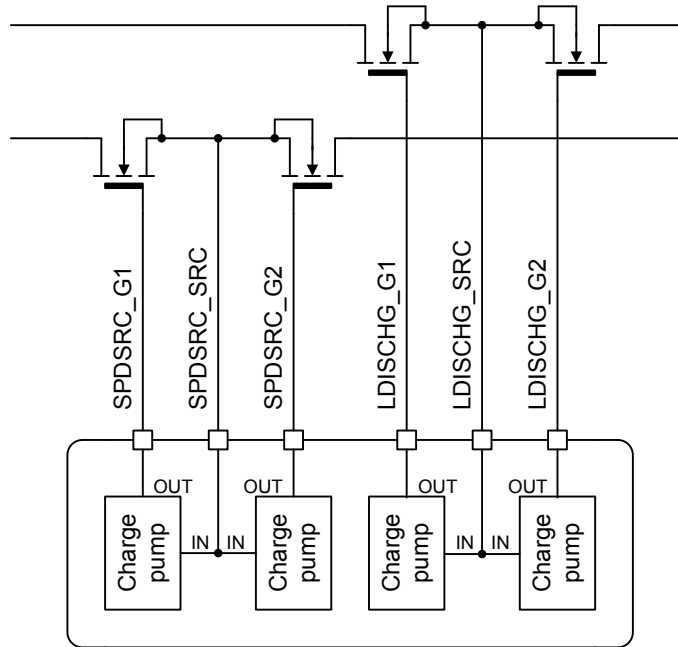 SPDSRC_G1
SPDSRC_SRC
SPDSRC_G2
LDISCHG_G1
LDISCHG_SRC
LDISCHG_G2
OUT
OUT
OUT
OUT
Charge
pump
IN
IN
Charge
pump
Charge
pump
IN
IN
Charge
pump